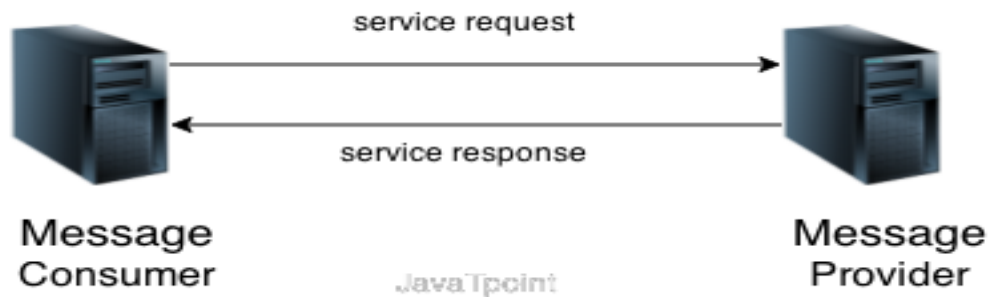 service request
service response
Message
Consumer
Message
Provider
JavaTpoint